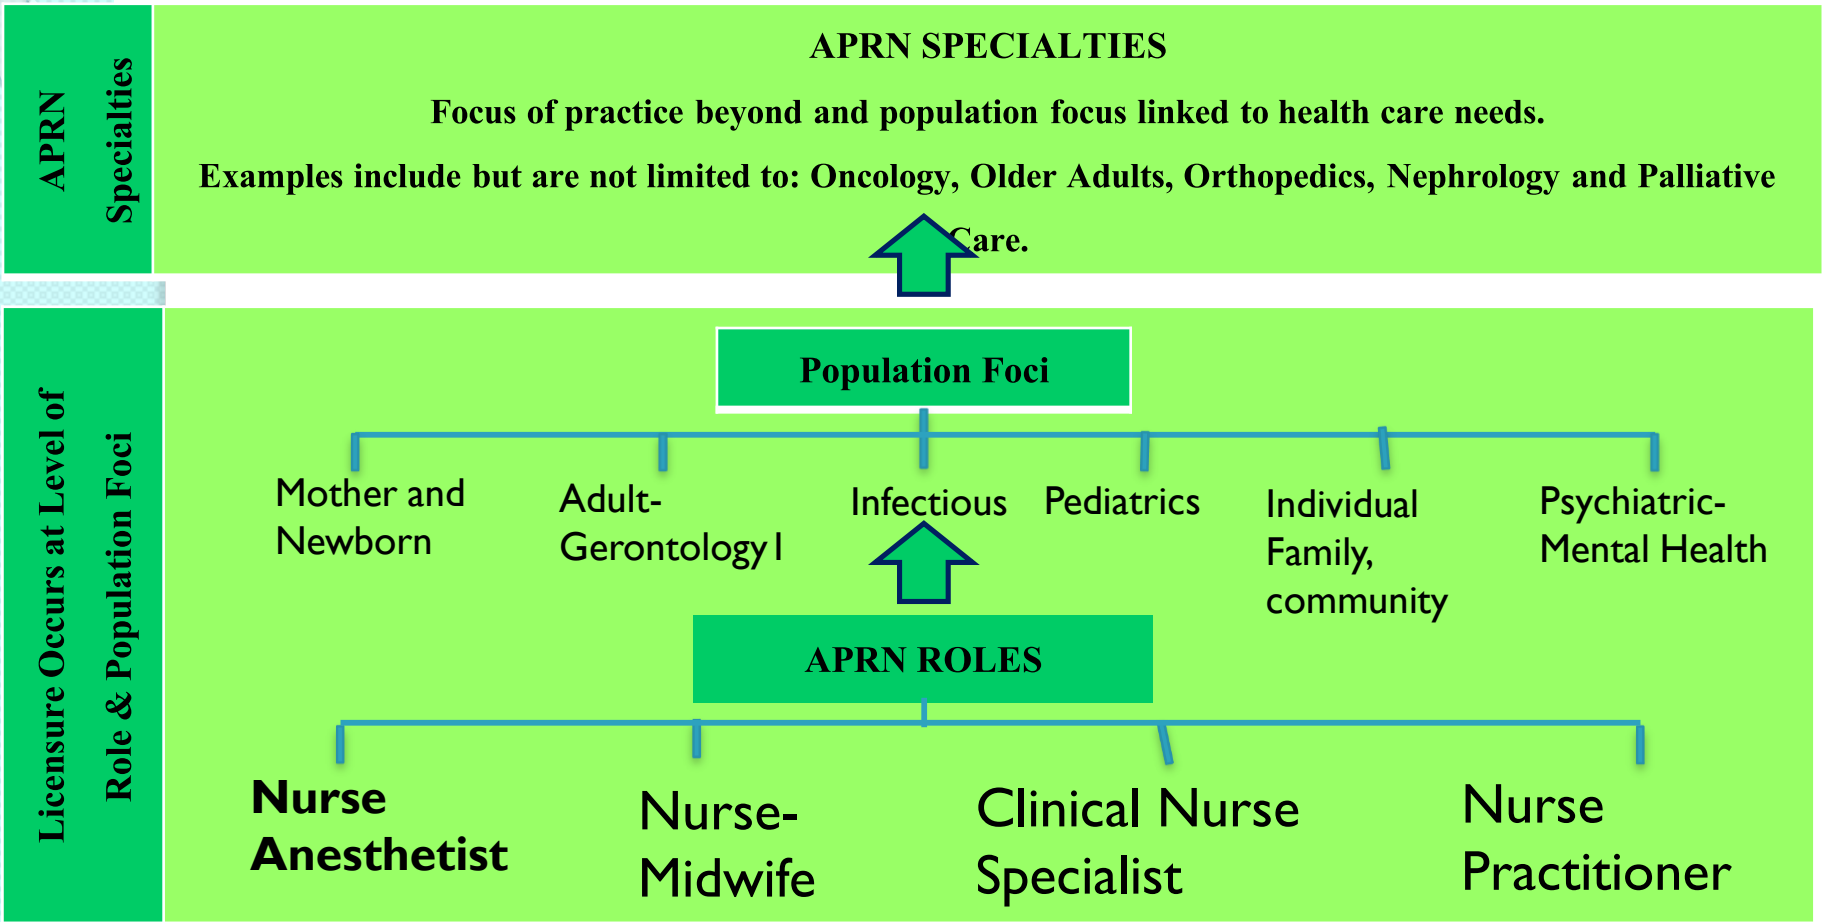 APRN
Specialties
APRN SPECIALTIES
Focus of practice beyond and population focus linked to health care needs.
Examples include but are not limited to: Oncology, Older Adults, Orthopedics, Nephrology and Palliative
Care.
Licensure Occurs at Level of
Role & Population Foci
Population Foci
Mother and
Newborn
Adult-
Gerontology1
Infectious
Pediatrics
Individual
Family,
community
Psychiatric-
Mental Health
APRN ROLES
Nurse
Anesthetist
Nurse-
Midwife
Clinical Nurse
Specialist
Nurse
Practitioner